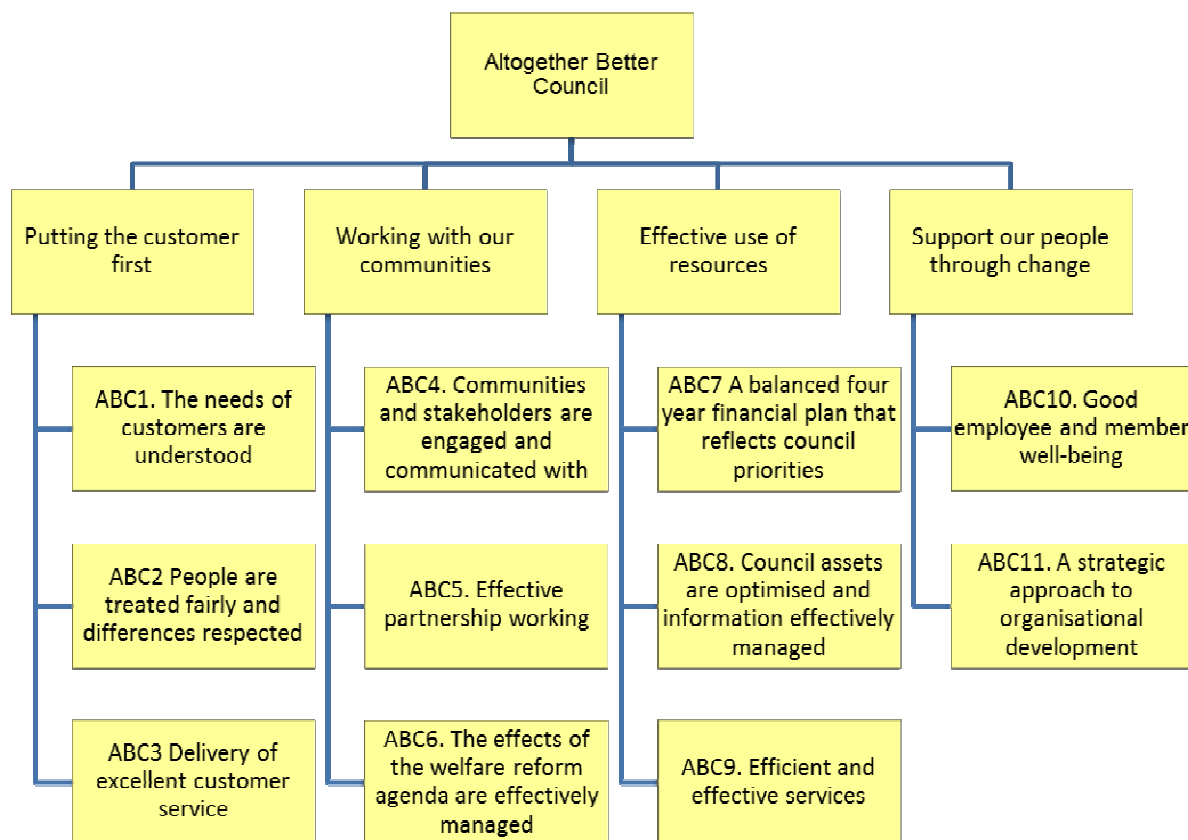 Altogether Better
Council
Putting the customer
first
Working with our
communities
Effective use of
resources
Support our people
through change
ABC1. The needs of
customers are
understood
ABC4. Communities
and stakeholders are
engaged and
communicated with
ABC7 A balanced four
year financial plan that
reflects council
priorities
ABC10. Good
employee and member
well-being
ABC2 People are
treated fairly and
differences respected
ABC5. Effective
partnership working
ABC8. Council assets
are optimised and
information effectively
managed
ABC11. A strategic
approach to
organisational
development
ABC3 Delivery of
excellent customer
service
ABC6. The effects of
the welfare reform
agenda are effectively
managed
ABC9. Efficient and
effective services